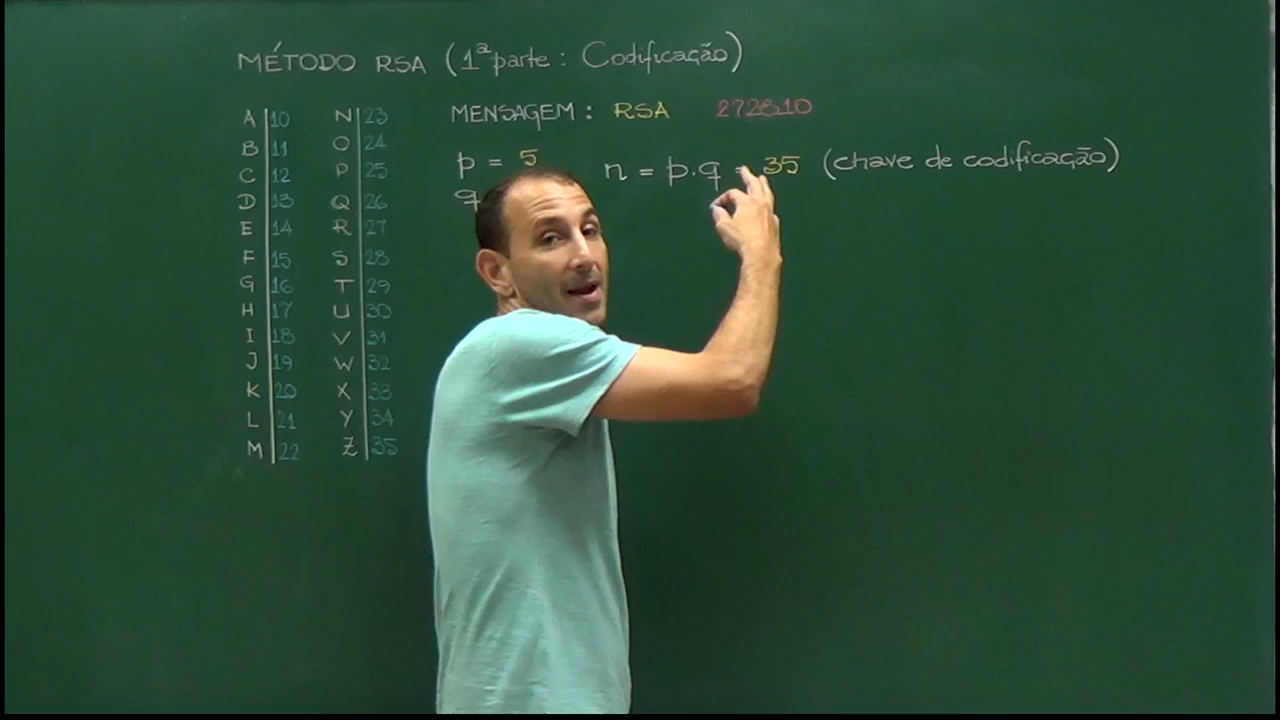 MÉTODO RSA (1ª parte: Codificação)
MENSAGEM: RSA 272810
p = 5
q
n = p.q = 35 (chave de codificação)
A 10 N 23
B 11 O 24
C 12 P 25
D 13 Q 26
E 14 R 27
F 15 S 28
G 16 T 29
H 17 U 30
I 18 V 31
J 19 W 32
K 20 X 33
L 21 Y 34
M 22 Z 35